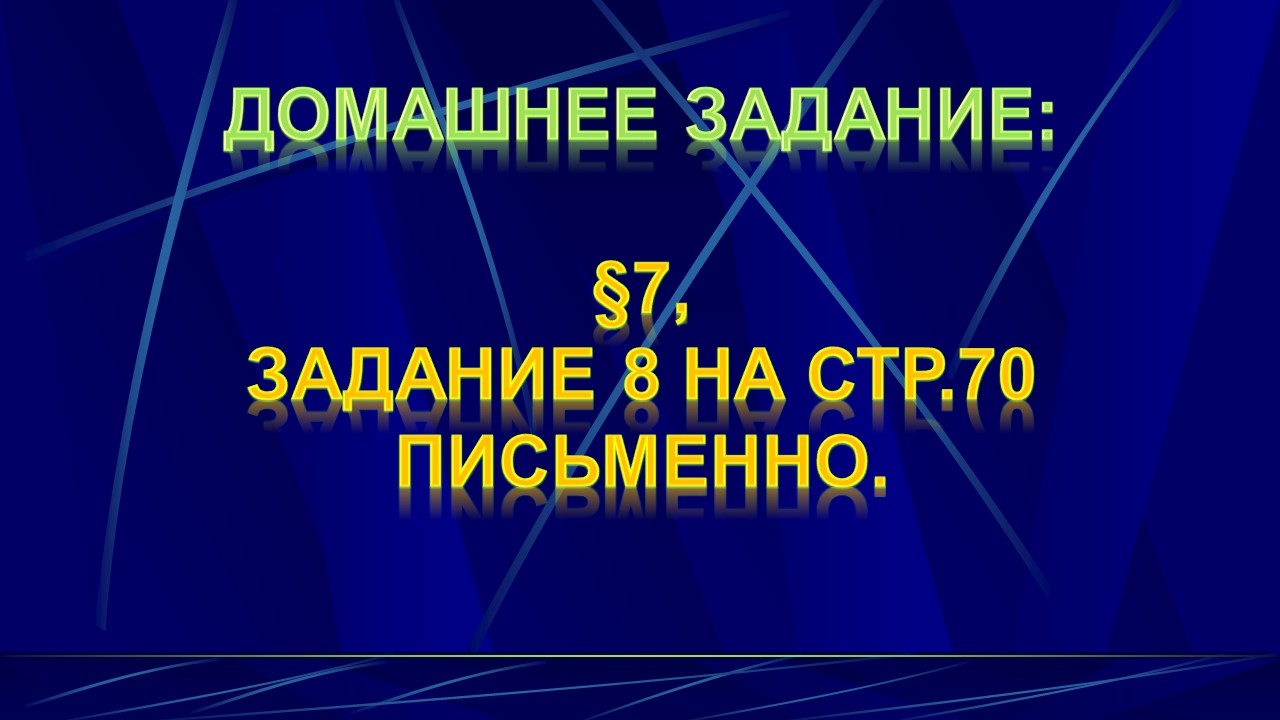 ДОМАШНЕЕ ЗАДАНИЕ:
§7,
ЗАДАНИЕ 8 НА СТР.70
ПИСЬМЕННО.